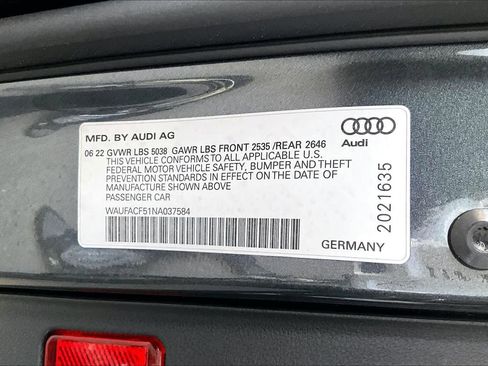 MFD. BY AUDI AG
06 22 GVWR LBS 5038 GAWR LBS FRONT 2535 /REAR 2646
THIS VEHICLE CONFORMS TO ALL APPLICABLE U.S.
FEDERAL MOTOR VEHICLE SAFETY, BUMPER AND THEFT
PREVENTION STANDARDS IN EFFECT ON THE DATE OF
MANUFACTURE SHOWN ABOVE
PASSENGER CAR
WAUFACF51NA037584
Audi
2021635
GERMANY